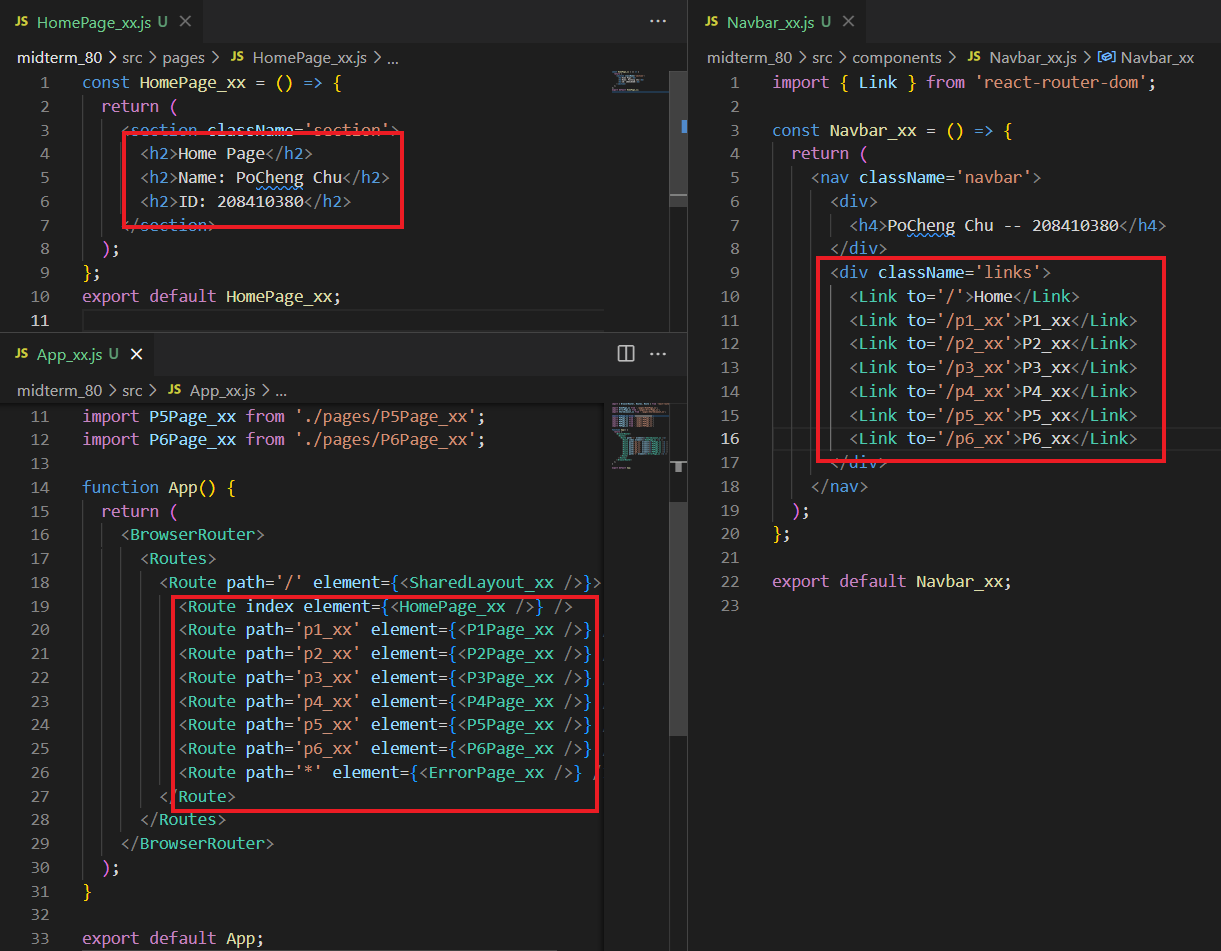 JS HomePage_xx.js U ×
midterm_80 > src > pages > JS HomePage_xx.js > ...
1 const HomePage_xx = () => {
2 return (
3 <section className='section'>
4 <h2>Home Page</h2>
5 <h2>Name: PoCheng Chu</h2>
6 <h2>ID: 208410380</h2>
7 </section>
8 );
9 };
10 export default HomePage_xx;
11
JS App_xx.js U ×
midterm_80 > src > JS App_xx.js > ...
11 import P5Page_xx from './pages/P5Page_xx';
12 import P6Page_xx from './pages/P6Page_xx';
13
14 function App() {
15 return (
16 <BrowserRouter>
17 <Routes>
18 <Route path='/' element={<SharedLayout_xx />}>
19 <Route index element={<HomePage_xx />} />
20 <Route path='p1_xx' element={<P1Page_xx />}
21 <Route path='p2_xx' element={<P2Page_xx />}
22 <Route path='p3_xx' element={<P3Page_xx />}
23 <Route path='p4_xx' element={<P4Page_xx />}
24 <Route path='p5_xx' element={<P5Page_xx />}
25 <Route path='p6_xx' element={<P6Page_xx />}
26 <Route path='*' element={<ErrorPage_xx />} /
27 </Route>
28 </Routes>
29 </BrowserRouter>
30 );
31 }
32
33 export default App;
JS Navbar_xx.js U ×
midterm_80 > src > components > JS Navbar_xx.js > Navbar_xx
1 import { Link } from 'react-router-dom';
2
3 const Navbar_xx = () => {
4 return (
5 <nav className='navbar'>
6 <div>
7 <h4>PoCheng Chu -- 208410380</h4>
8 </div>
9 <div className='links'>
10 <Link to='/'>Home</Link>
11 <Link to='/p1_xx'>P1_xx</Link>
12 <Link to='/p2_xx'>P2_xx</Link>
13 <Link to='/p3_xx'>P3_xx</Link>
14 <Link to='/p4_xx'>P4_xx</Link>
15 <Link to='/p5_xx'>P5_xx</Link>
16 <Link to='/p6_xx'>P6_xx</Link>
17 </div>
18 </nav>
19 );
20 };
21
22 export default Navbar_xx;
23